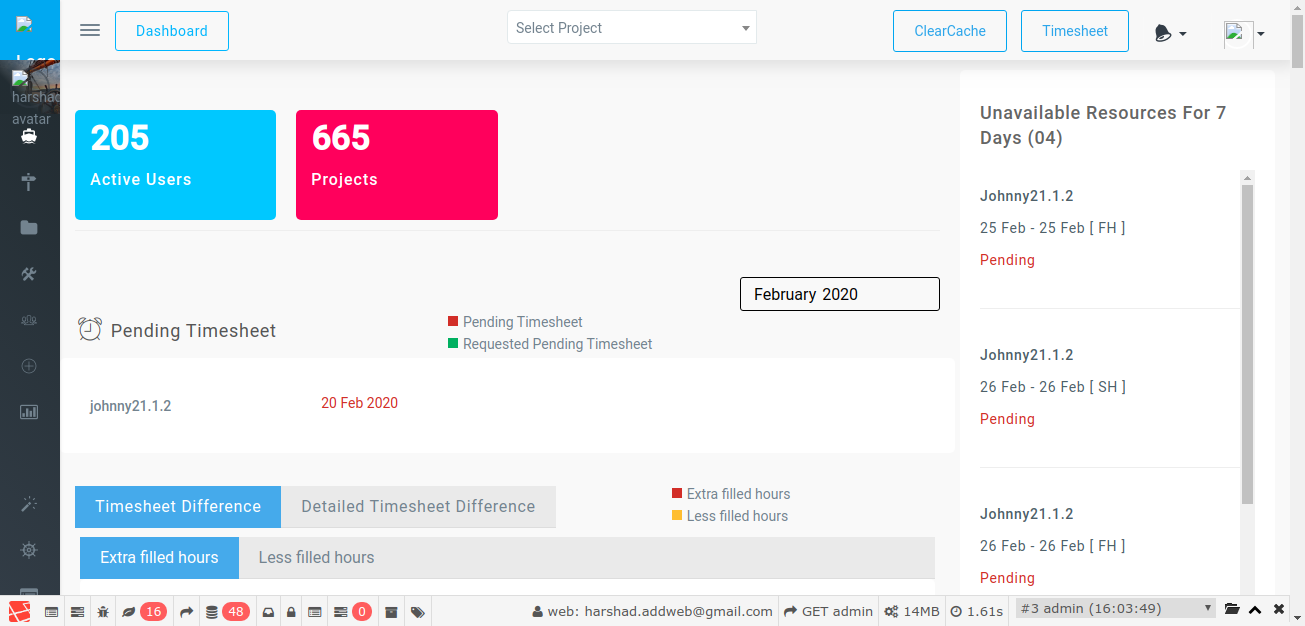 Dashboard
Select Project
ClearCache
Timesheet
harshad
avatar
205
Active Users
665
Projects
Unavailable Resources For 7
Days (04)
Johnny21.1.2
25 Feb - 25 Feb [ FH ]
Pending
Johnny21.1.2
26 Feb - 26 Feb [ SH ]
Pending
Johnny21.1.2
26 Feb - 26 Feb [ FH ]
Pending
February 2020
Pending Timesheet
Pending Timesheet
Requested Pending Timesheet
johnny21.1.2
20 Feb 2020
Timesheet Difference
Detailed Timesheet Difference
Extra filled hours
Less filled hours
Extra filled hours
Less filled hours
16
48
0
web: harshad.addweb@gmail.com
GET admin
14MB
1.61s
#3 admin (16:03:49)